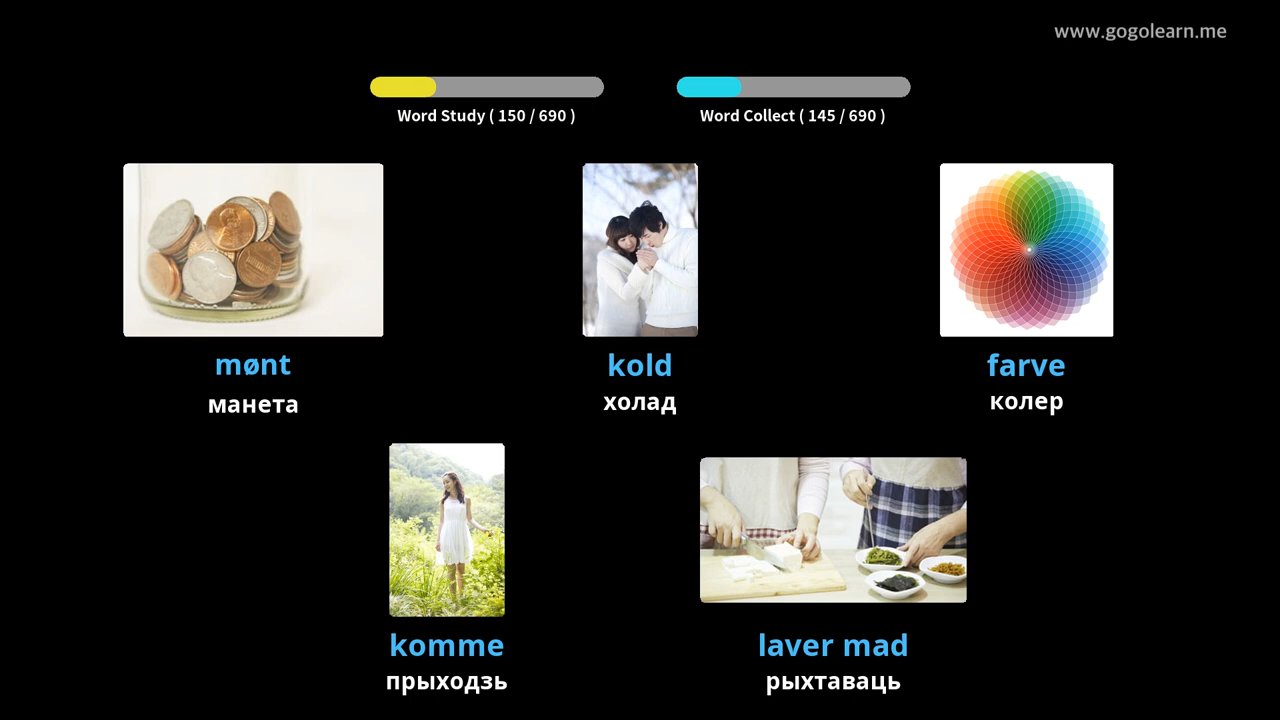 www.gogolearn.me
Word Study ( 150 / 690 )
Word Collect ( 145 / 690 )
mønt
манета
kold
холад
farve
колер
komme
прыходзь
laver mad
рыхтаваць